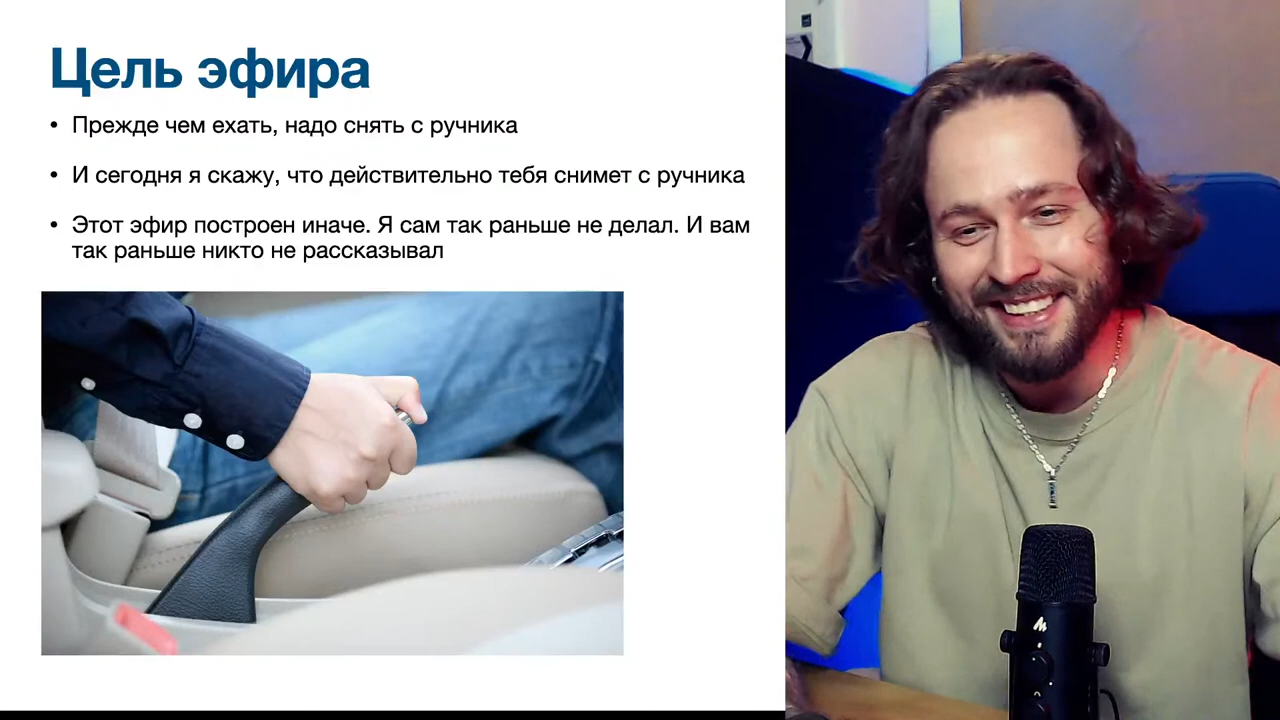 Цель эфира
• Прежде чем ехать, надо снять с ручника
• И сегодня я скажу, что действительно тебя снимет с ручника
• Этот эфир построен иначе. Я сам так раньше не делал. И вам
так раньше никто не рассказывал